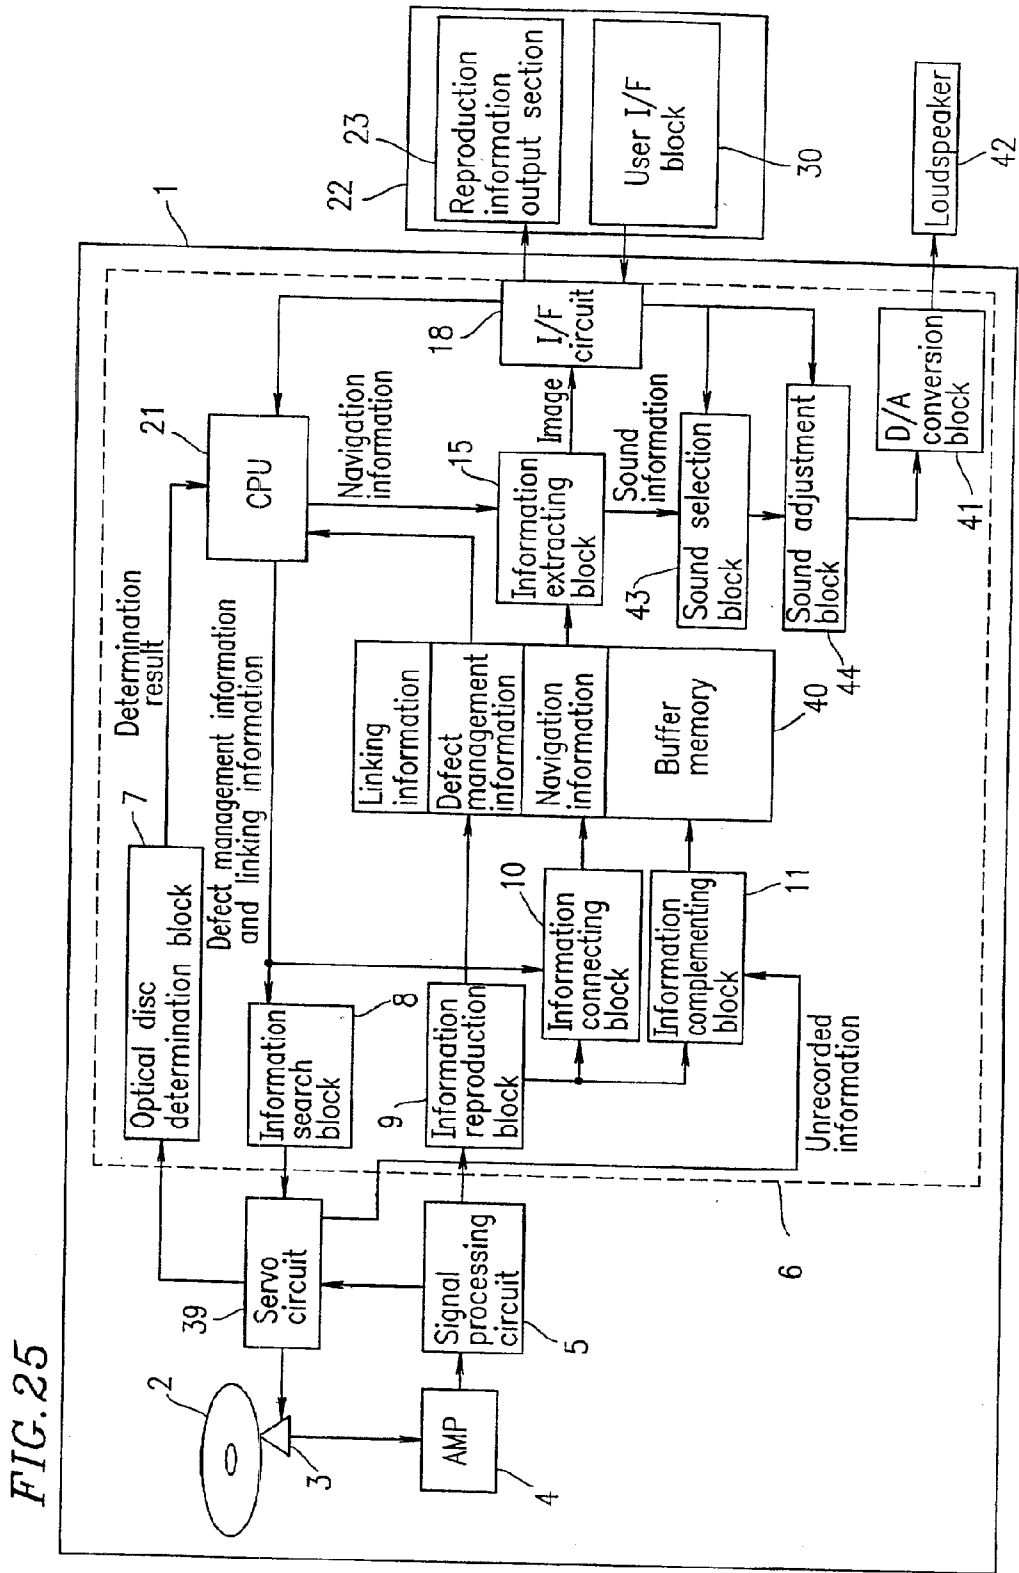 FIG.25
1
22
23
Reproduction
information
output section
User I/F
block
30
Loudspeaker
42
Optical disc
determination block
7
Determination
result
21
CPU
Navigation
information
18
I/F
circuit
Defect management information
and linking information
Information
search
block
8
39
Servo
circuit
2
3
AMP
4
Signal
processing
circuit
5
9
Information
reproduction
block
10
Information
connecting
block
Information
complementing
block
11
Unrecorded
information
6
Linking
information
Defect
management
information
Navigation
information
Buffer
memory
40
15
Information
extracting
block
Image
Sound
information
43
Sound selection
block
Sound adjustment
block
44
D/A
conversion
block
41